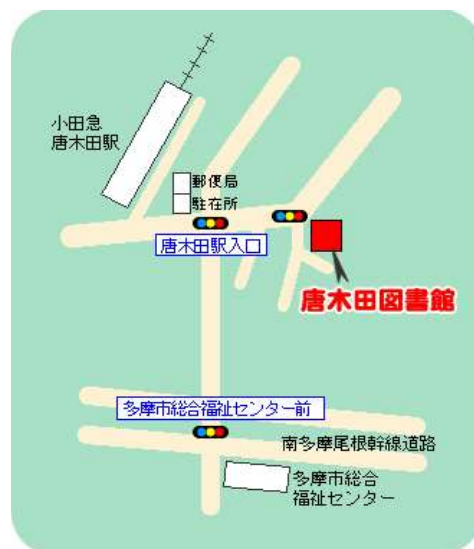 小田急
唐木田駅
郵便局
駐在所
唐木田駅入口
唐木田図書館
多摩市総合福祉センター前
南多摩尾根幹線道路
多摩市総合
福祉センター